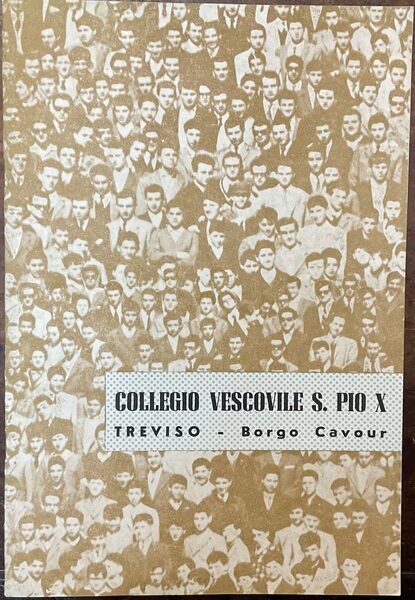 COLLEGIO VESCOVILE S. PIO X
TREVISO - Borgo Cavour